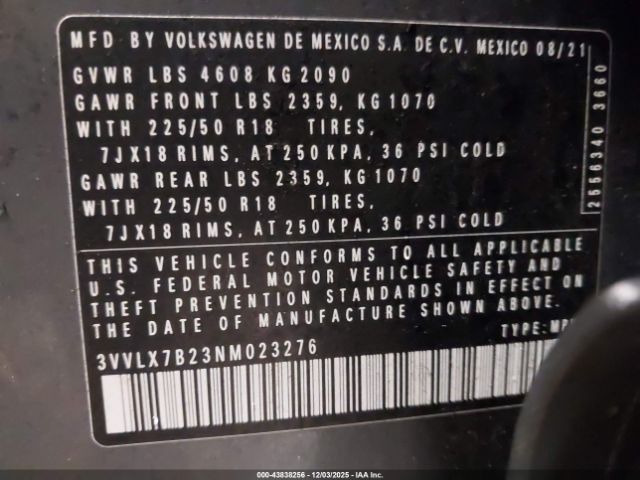 MFD BY VOLKSWAGEN DE MEXICO S.A. DE C.V. MEXICO 08/21
GVWR LBS 4608 KG 2090
GAWR FRONT LBS 2359, KG 1070
WITH 225/50 R18 TIRES,
7JX18 RIMS, AT 250 KPA, 36 PSI COLD
GAWR REAR LBS 2359, KG 1070
WITH 225/50 R18 TIRES,
7JX18 RIMS, AT 250 KPA, 36 PSI COLD
2556340 3660
THIS VEHICLE CONFORMS TO ALL APPLICABLE
U.S. FEDERAL MOTOR VEHICLE SAFETY AND
THEFT PREVENTION STANDARDS IN EFFECT ON
THE DATE OF MANUFACTURE SHOWN ABOVE.
3VVLX7B23NM023276
TYPE:
000-43838256 - 12/03/2025 - IAA Inc.